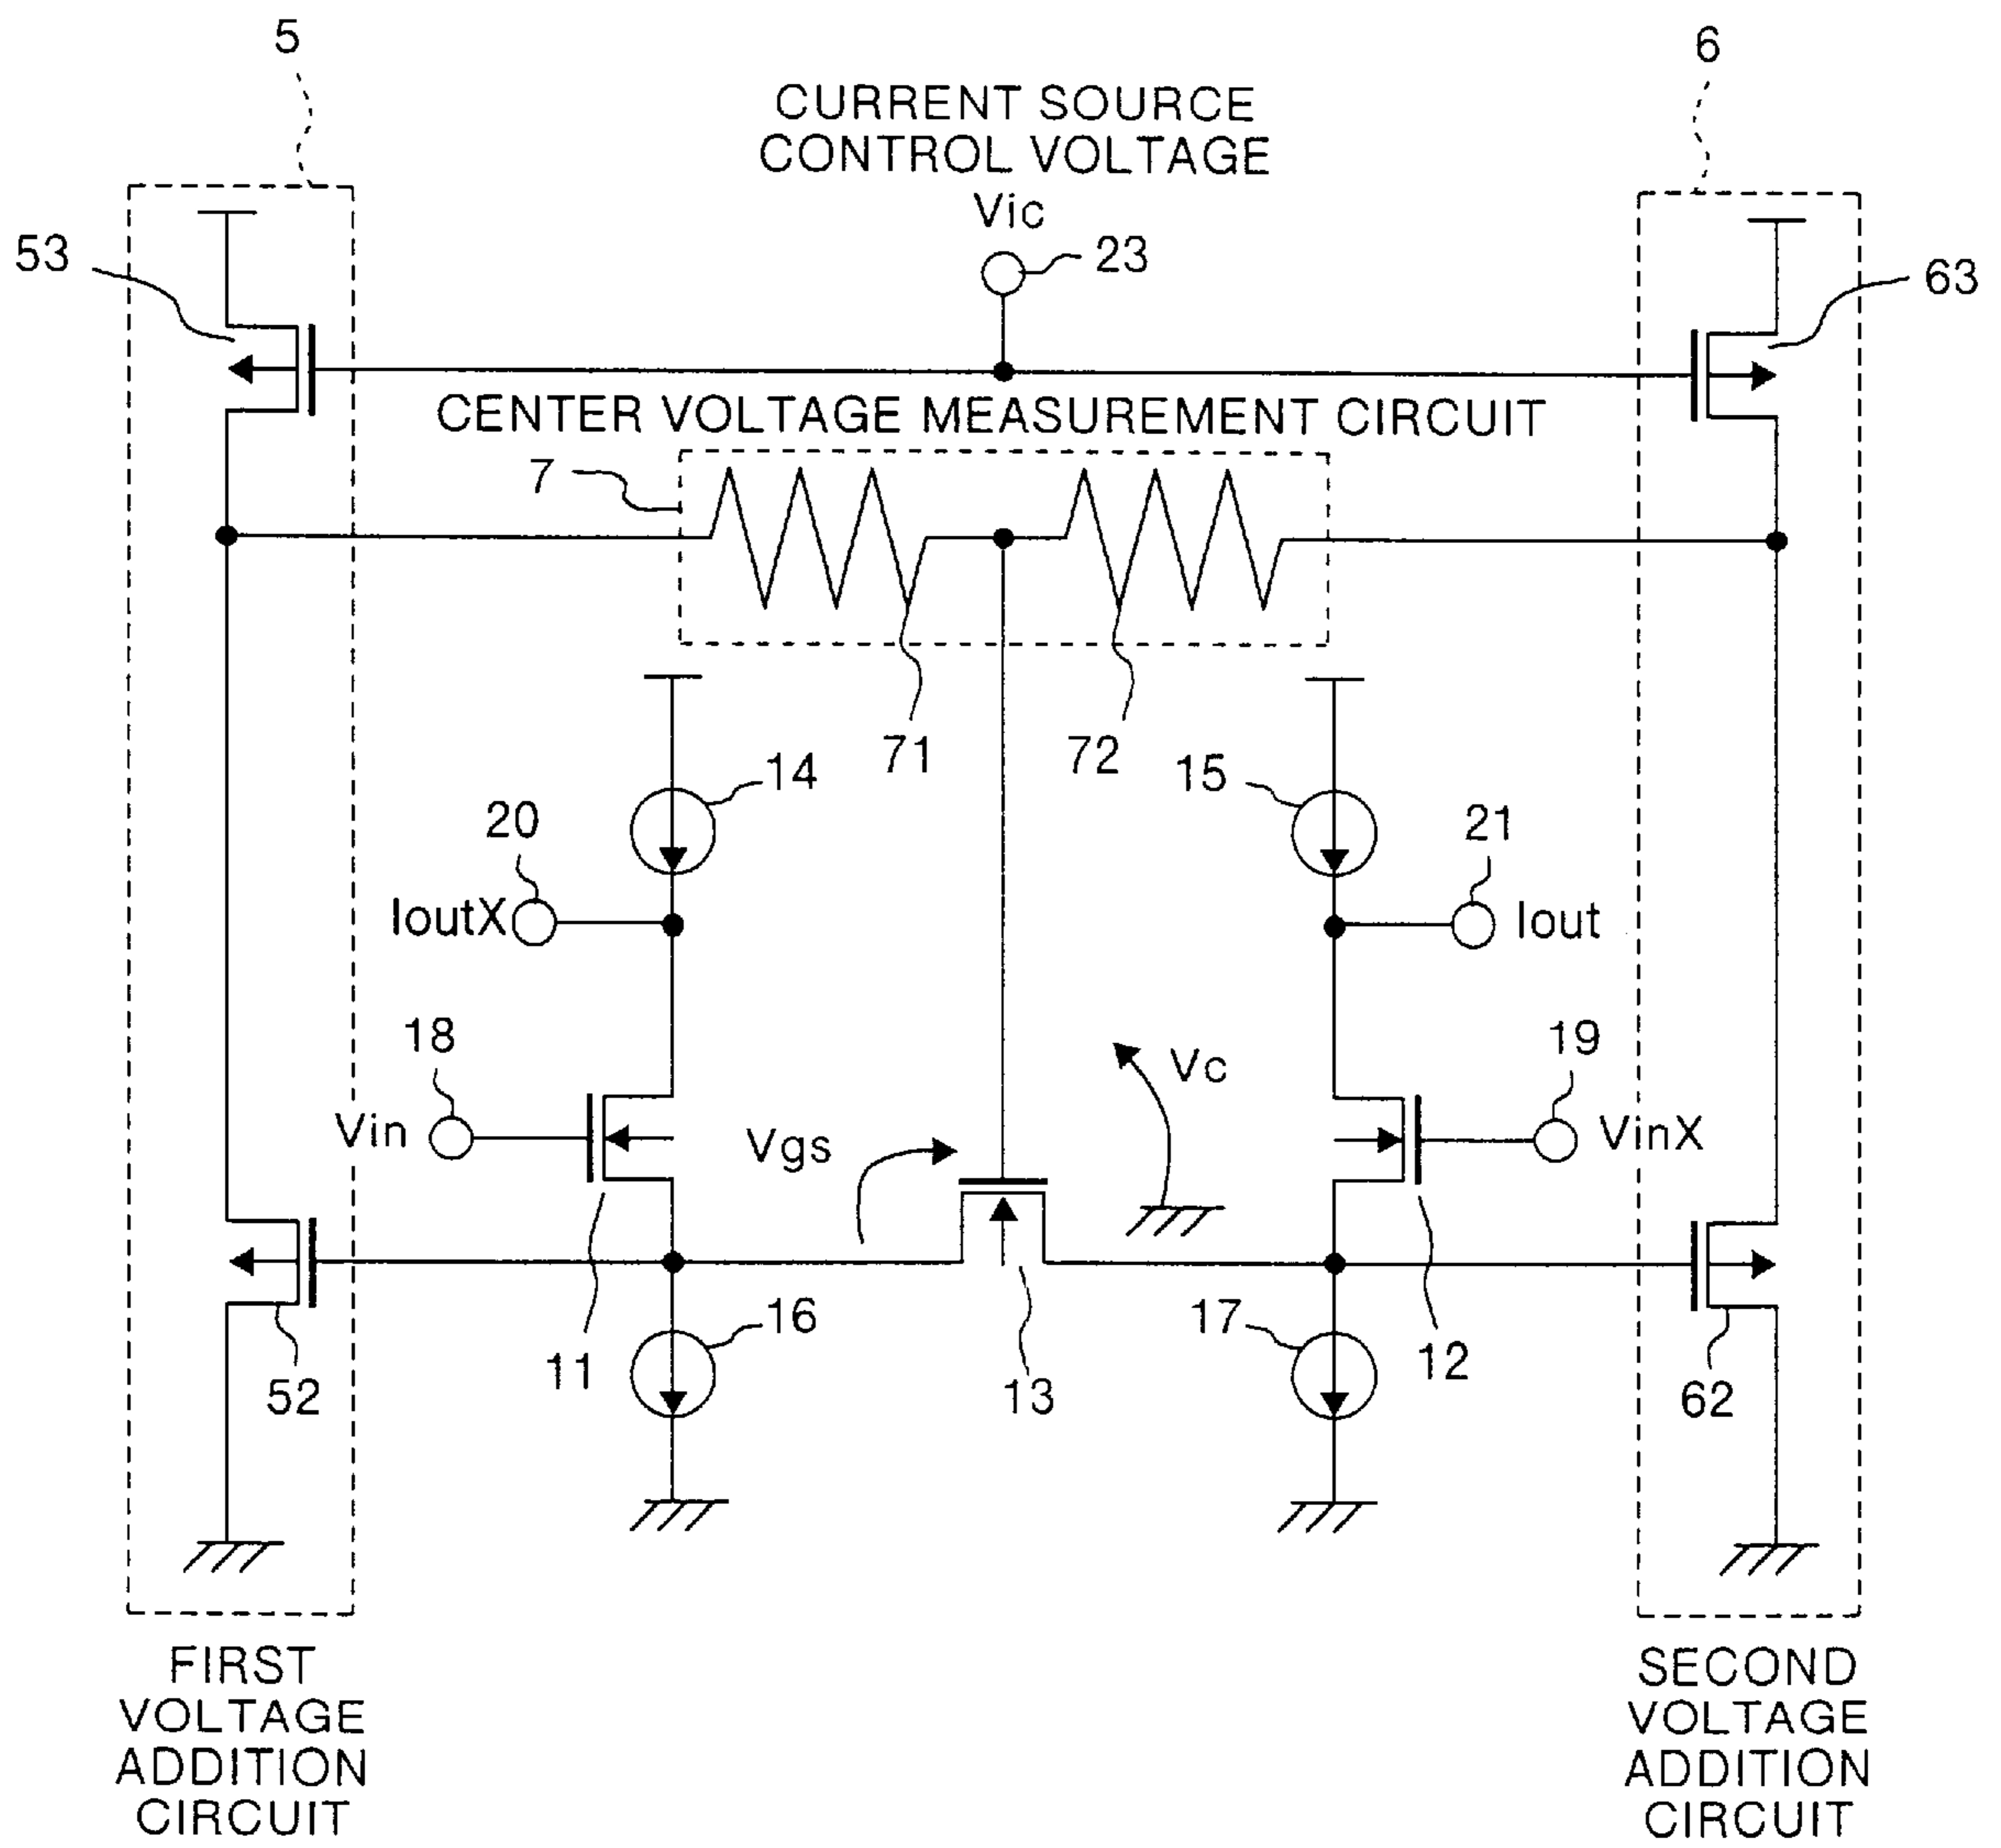 5
6
CURRENT SOURCE
CONTROL VOLTAGE
Vic
53
23
63
CENTER VOLTAGE MEASUREMENT CIRCUIT
7
71
72
14
15
20
21
IoutX
Iout
18
19
Vin
Vgs
Vc
VinX
52
11
16
13
17
12
62
FIRST
VOLTAGE
ADDITION
CIRCUIT
SECOND
VOLTAGE
ADDITION
CIRCUIT